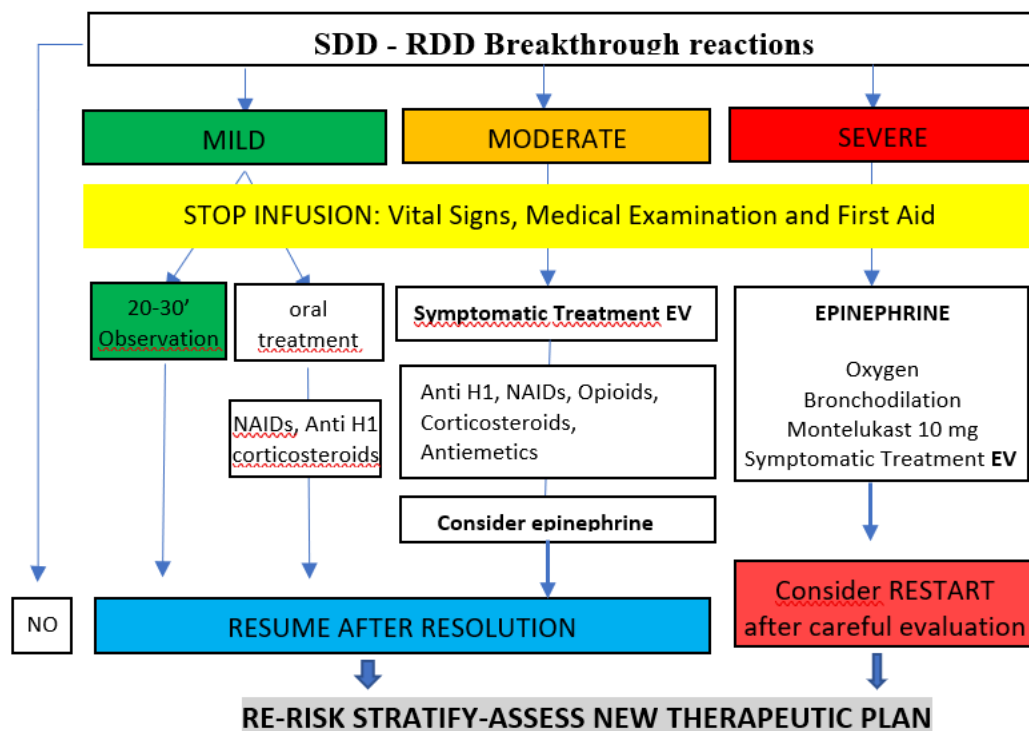 SDD - RDD Breakthrough reactions
MILD
MODERATE
SEVERE
STOP INFUSION: Vital Signs, Medical Examination and First Aid
20-30’
Observation
oral
treatment
Symptomatic Treatment EV
EPINEPHRINE
Oxygen
Bronchodilation
Montelukast 10 mg
Symptomatic Treatment EV
NAIDs, Anti H1
corticosteroids
Anti H1, NAIDs, Opioids,
Corticosteroids,
Antiemetics
Consider epinephrine
NO
RESUME AFTER RESOLUTION
Consider RESTART
after careful evaluation
RE-RISK STRATIFY-ASSESS NEW THERAPEUTIC PLAN